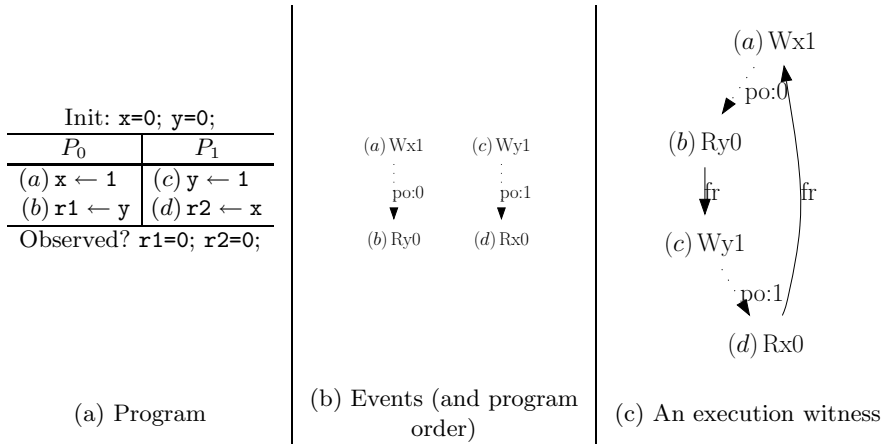 Init: x=0; y=0;
P₀ P₁
(a) x ← 1 (c) y ← 1
(b) r1 ← y (d) r2 ← x
Observed? r1=0; r2=0;
(a) Program
(a) Wx1 (c) Wy1
po:0 po:1
(b) Ry0 (d) Rx0
(b) Events (and program
order)
(a) Wx1
po:0
(b) Ry0
fr fr
(c) Wy1
po:1
(d) Rx0
(c) An execution witness